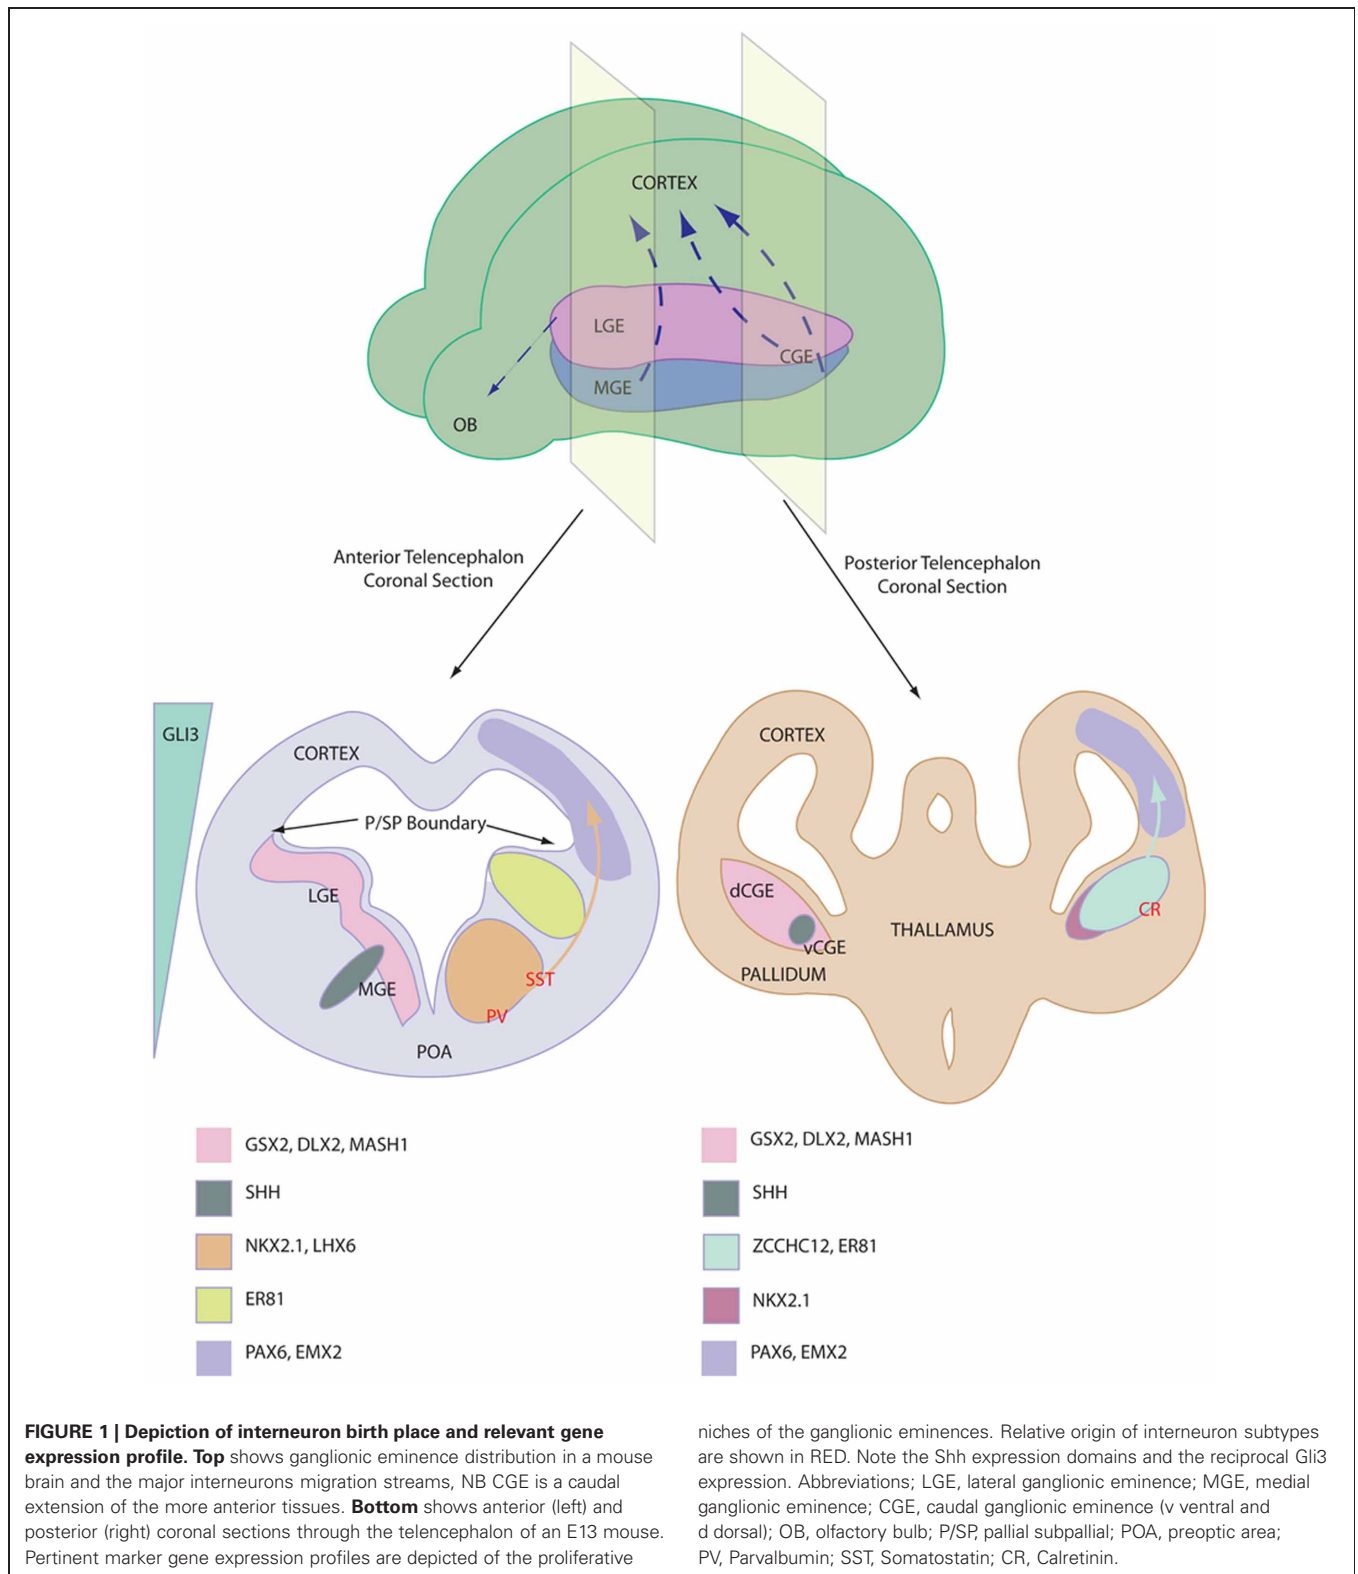 CORTEX
LGE
CGE
MGE
OB
Anterior Telencephalon
Coronal Section
Posterior Telencephalon
Coronal Section
GLI3
CORTEX
P/SP Boundary
LGE
MGE
SST
PV
POA
CORTEX
dCGE
vCGE
PALLIDUM
THALLAMUS
CR
GSX2, DLX2, MASH1
SHH
NKX2.1, LHX6
ER81
PAX6, EMX2
GSX2, DLX2, MASH1
SHH
ZCCHC12, ER81
NKX2.1
PAX6, EMX2
FIGURE 1 | Depiction of interneuron birth place and relevant gene
expression profile. Top shows ganglionic eminence distribution in a mouse
brain and the major interneurons migration streams, NB CGE is a caudal
extension of the more anterior tissues. Bottom shows anterior (left) and
posterior (right) coronal sections through the telencephalon of an E13 mouse.
Pertinent marker gene expression profiles are depicted of the proliferative
niches of the ganglionic eminences. Relative origin of interneuron subtypes
are shown in RED. Note the Shh expression domains and the reciprocal Gli3
expression. Abbreviations; LGE, lateral ganglionic eminence; MGE, medial
ganglionic eminence; CGE, caudal ganglionic eminence (v ventral and
d dorsal); OB, olfactory bulb; P/SP, pallial subpallial; POA, preoptic area;
PV, Parvalbumin; SST, Somatostatin; CR, Calretinin.